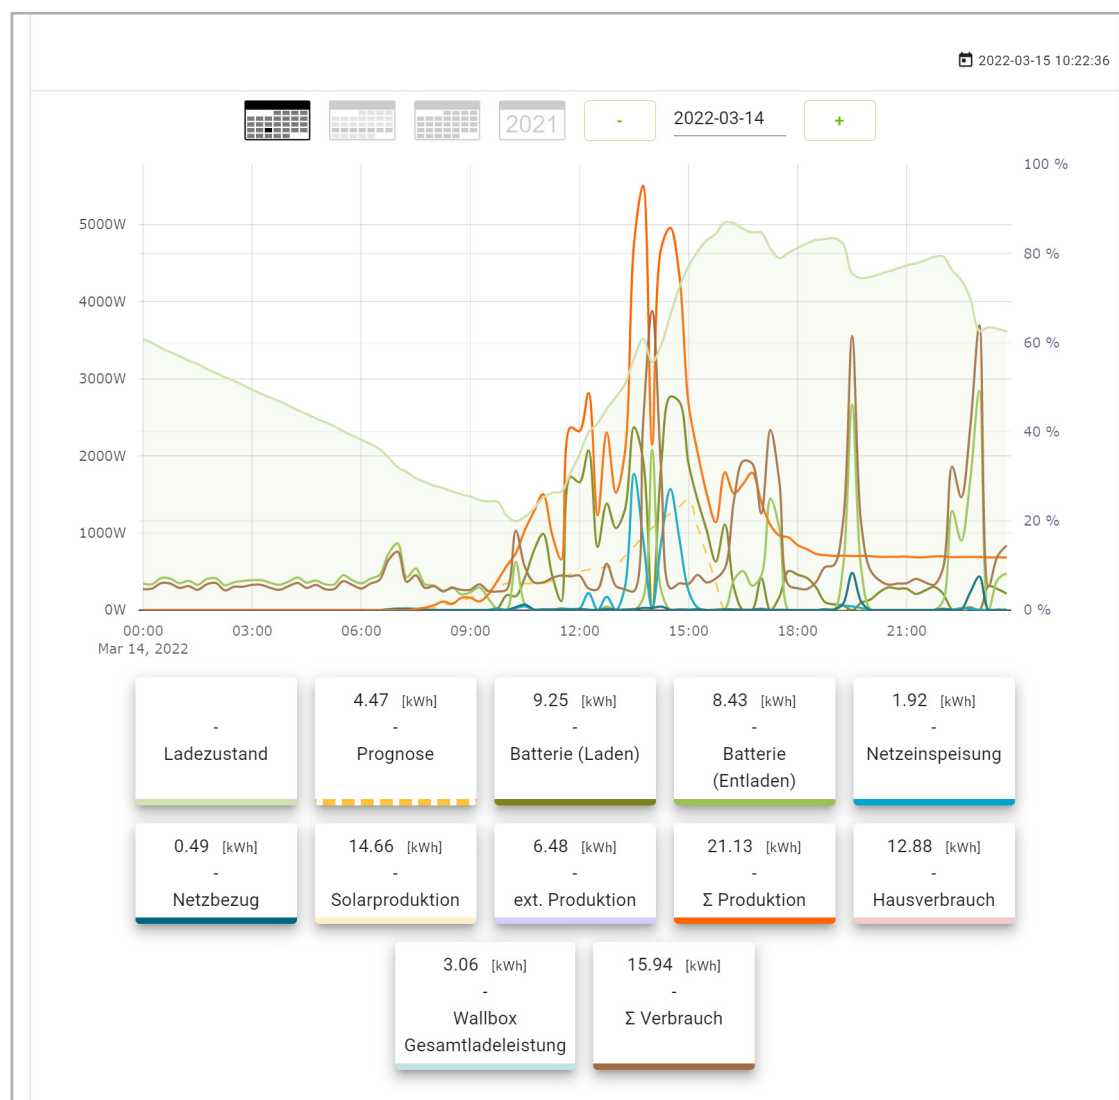 2022-03-15 10:22:36
2021
-
2022-03-14
+
100 %
5000W
80 %
4000W
60 %
3000W
40 %
2000W
20 %
1000W
0W
0 %
00:00 03:00 06:00 09:00 12:00 15:00 18:00 21:00
Mar 14, 2022
-
Ladezustand
4.47 [kWh]
-
Prognose
9.25 [kWh]
-
Batterie (Laden)
8.43 [kWh]
-
Batterie
(Entladen)
1.92 [kWh]
-
Netzeinspeisung
0.49 [kWh]
-
Netzbezug
14.66 [kWh]
-
Solarproduktion
6.48 [kWh]
-
ext. Produktion
21.13 [kWh]
-
Σ Produktion
12.88 [kWh]
-
Hausverbrauch
3.06 [kWh]
-
Wallbox
Gesamtladeleistung
15.94 [kWh]
-
Σ Verbrauch